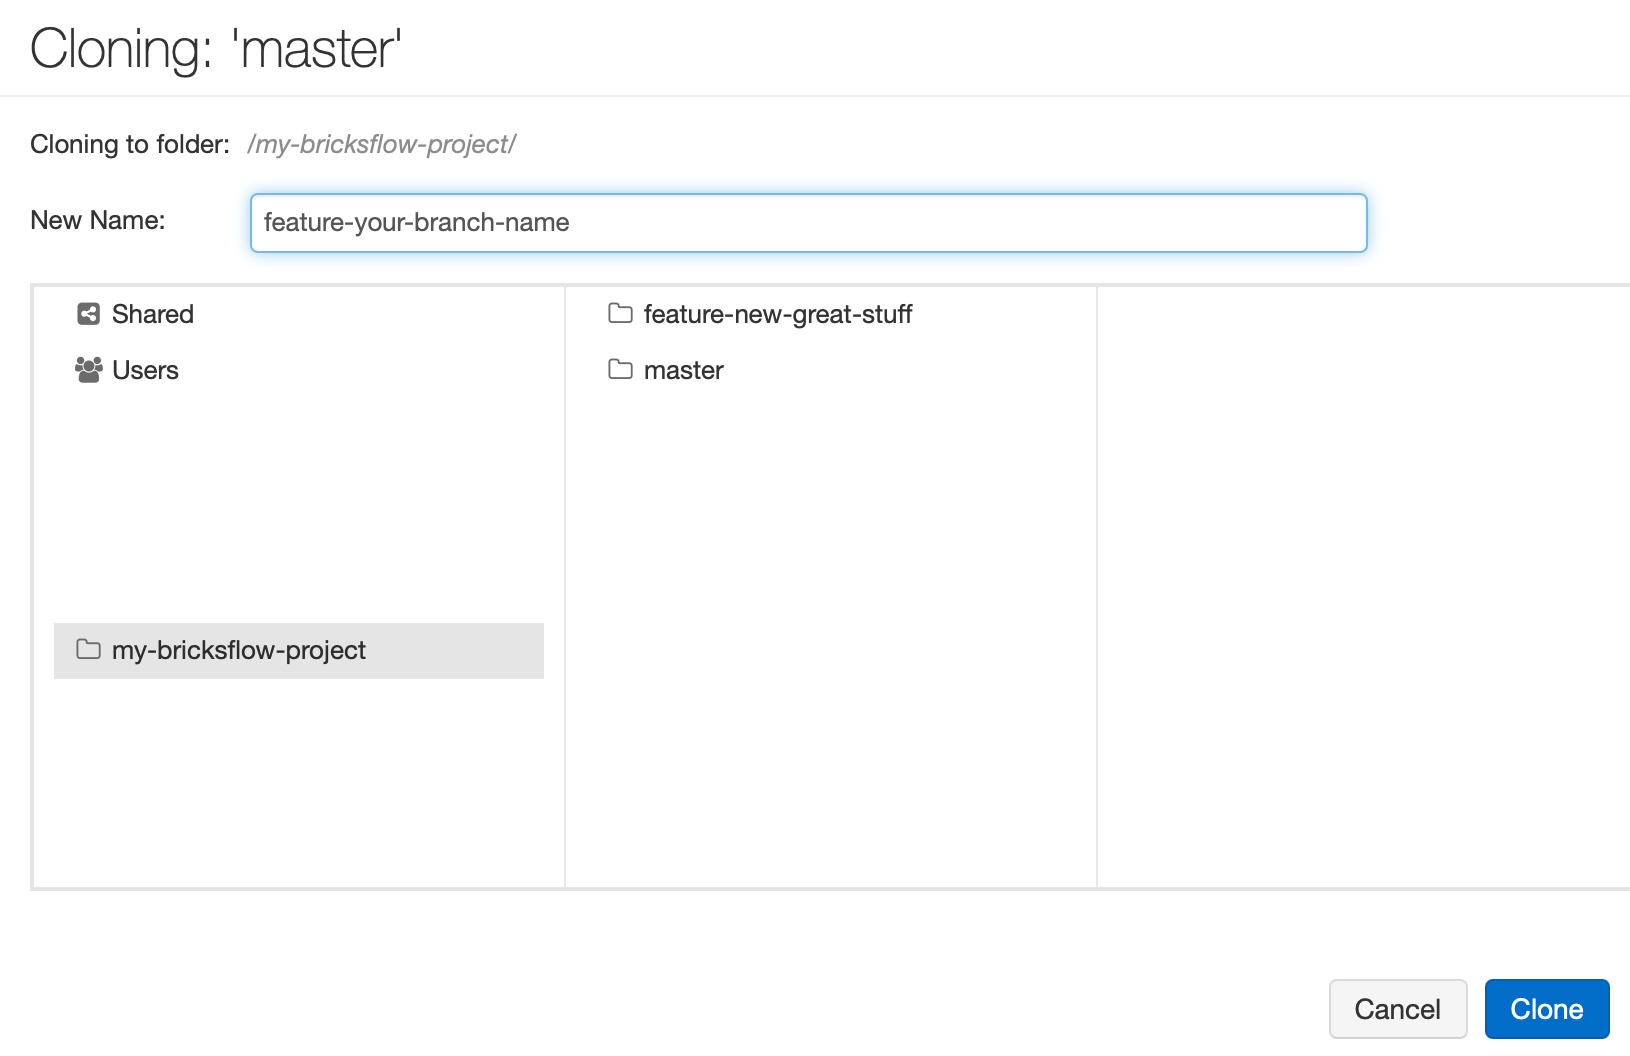 Cloning: 'master'
Cloning to folder: /my-bricksflow-project/
New Name: feature-your-branch-name
Shared
Users
my-bricksflow-project
feature-new-great-stuff
master
Cancel
Clone